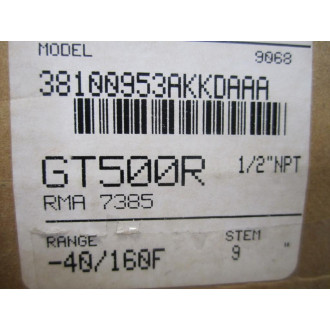 MODEL 9068
38100953AKKDAAA
GT500R 1/2"NPT
RMA 7385
RANGE STEM
-40/160F 9 "